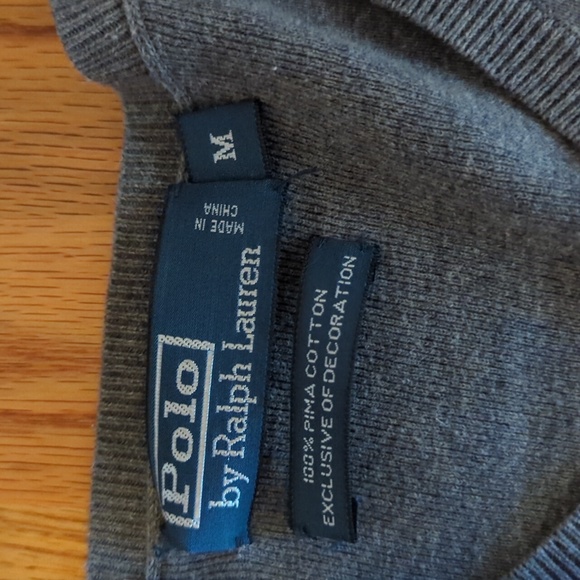 Polo
by Ralph Lauren
MADE IN
CHINA
M
100% PIMA COTTON
EXCLUSIVE OF DECORATION